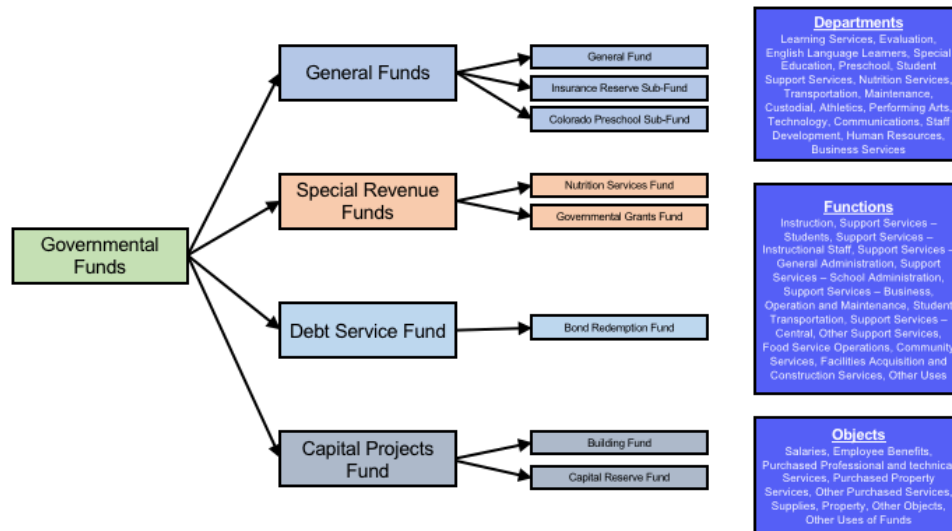 Governmental
Funds
General Funds
General Fund
Insurance Reserve Sub-Fund
Colorado Preschool Sub-Fund
Special Revenue
Funds
Nutrition Services Fund
Governmental Grants Fund
Debt Service Fund
Bond Redemption Fund
Capital Projects
Fund
Building Fund
Capital Reserve Fund
Departments
Learning Services, Evaluation,
English Language Learners, Special
Education, Preschool, Student
Support Services, Nutrition Services,
Transportation, Maintenance,
Custodial, Athletics, Performing Arts,
Technology, Communications, Staff
Development, Human Resources,
Business Services
Functions
Instruction, Support Services –
Students, Support Services –
Instructional Staff, Support Services –
General Administration, Support
Services – School Administration,
Support Services – Business,
Operation and Maintenance, Student
Transportation, Support Services –
Central, Other Support Services,
Food Service Operations, Community
Services, Facilities Acquisition and
Construction Services, Other Uses
Objects
Salaries, Employee Benefits,
Purchased Professional and technical
Services, Purchased Property
Services, Other Purchased Services,
Supplies, Property, Other Objects,
Other Uses of Funds